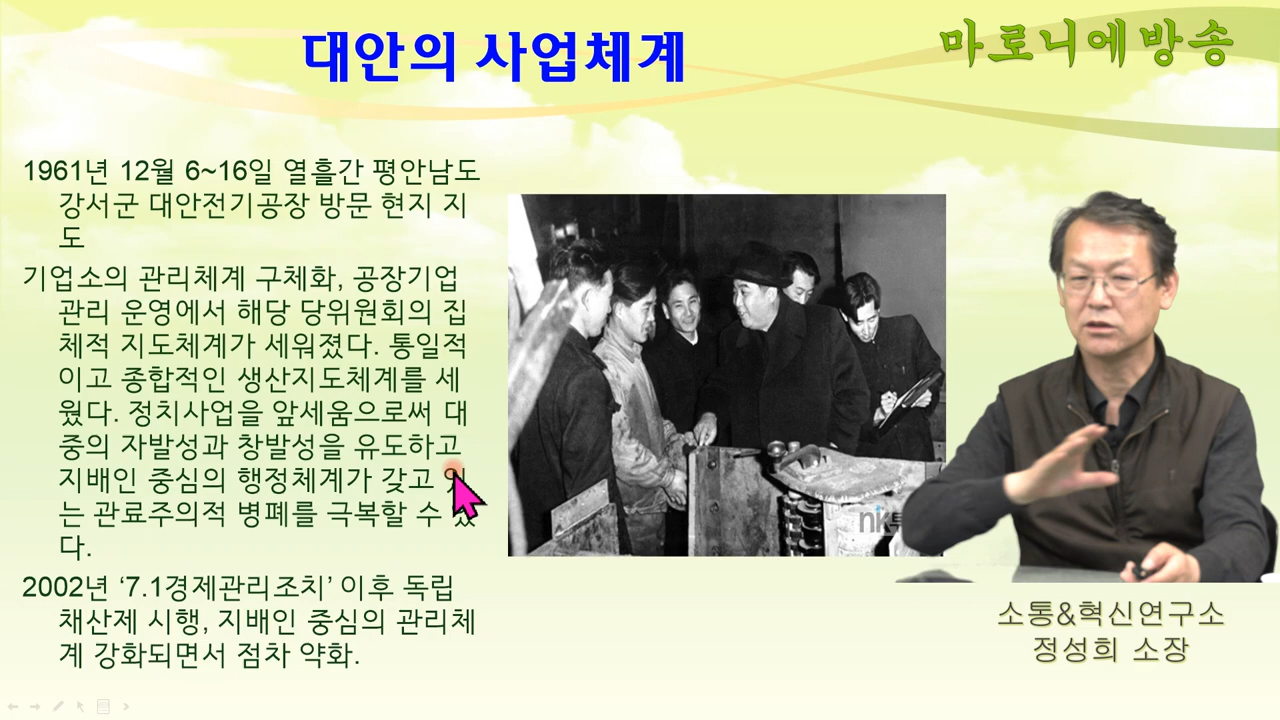 대안의 사업체계
마로니에방송
1961년 12월 6~16일 열흘간 평안남도
강서군 대안전기공장 방문 현지 지
도
기업소의 관리체계 구체화, 공장기업
관리 운영에서 해당 당위원회의 집
체적 지도체계가 세워졌다. 통일적
이고 종합적인 생산지도체계를 세
웠다. 정치사업을 앞세움으로써 대
중의 자발성과 창발성을 유도하고
지배인 중심의 행정체계가 갖고 있
는 관료주의적 병폐를 극복할 수 있
다.
2002년 ‘7.1경제관리조치’ 이후 독립
채산제 시행, 지배인 중심의 관리체
계 강화되면서 점차 약화.
nk
소통&혁신연구소
정성희 소장